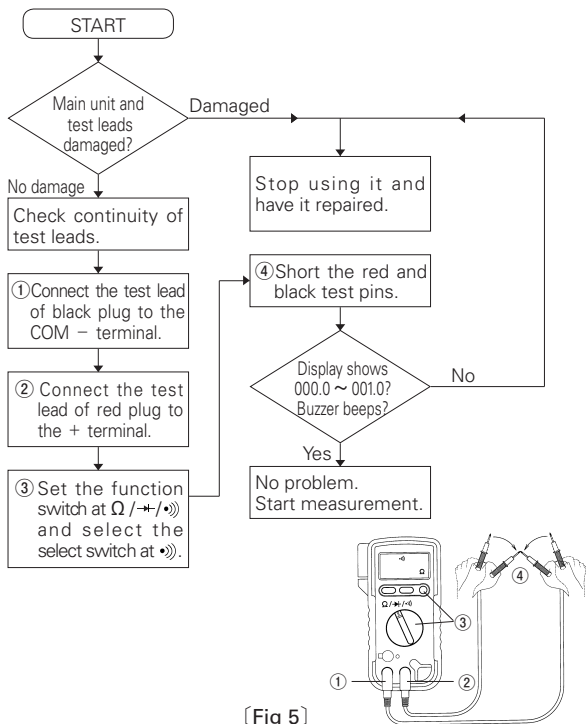 START
Main unit and
test leads
damaged?
Damaged
No damage
Stop using it and
have it repaired.
Check continuity of
test leads.
①Connect the test lead
of black plug to the
COM − terminal.
② Connect the test
lead of red plug to
the + terminal.
③ Set the function
switch at Ω / ➔+ / •)))
and select the
select switch at •))).
④Short the red and
black test pins.
Display shows
000.0 ~ 001.0?
Buzzer beeps?
No
Yes
No problem.
Start measurement.
•)))
Ω
Ω / ➔+ / •)))
①
②
③
④
〔Fig 5〕